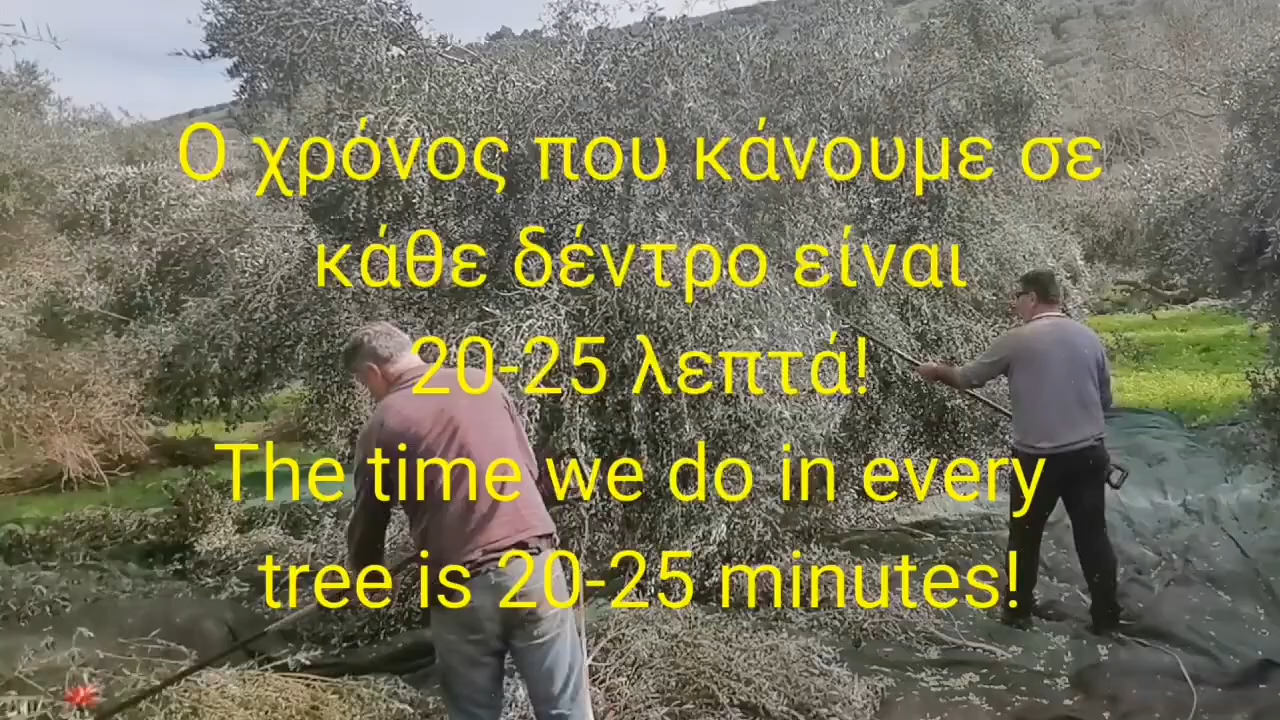 Ο χρόνος που κάνουμε σε
κάθε δέντρο είναι
20-25 λεπτά!
The time we do in every
tree is 20-25 minutes!